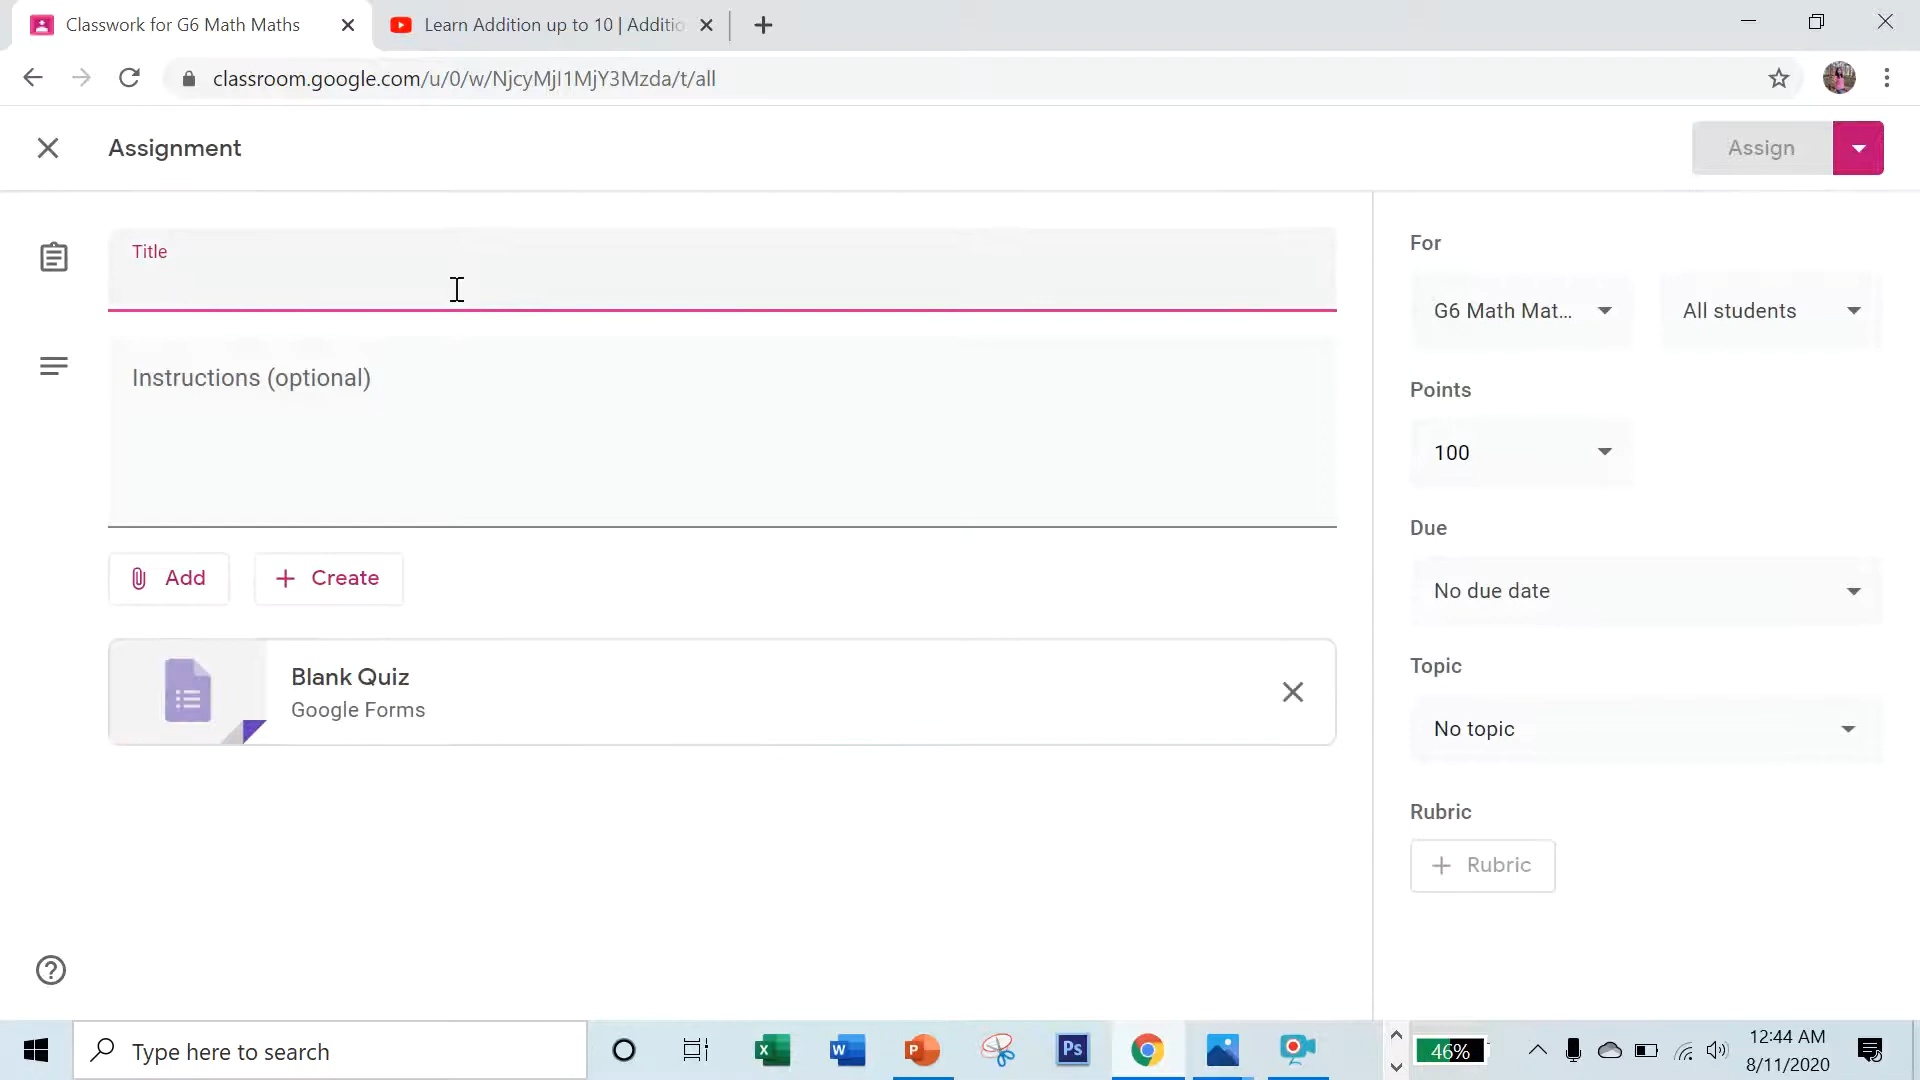 Classwork for G6 Math Maths
Learn Addition up to 10 | Additio
classroom.google.com/u/0/w/NjcyMjI1MjY3Mzda/t/all
Assignment
Assign
Title
Instructions (optional)
Add
Create
Blank Quiz
Google Forms
For
G6 Math Mat...
All students
Points
100
Due
No due date
Topic
No topic
Rubric
Rubric
Type here to search
Ps
46%
12:44 AM
8/11/2020